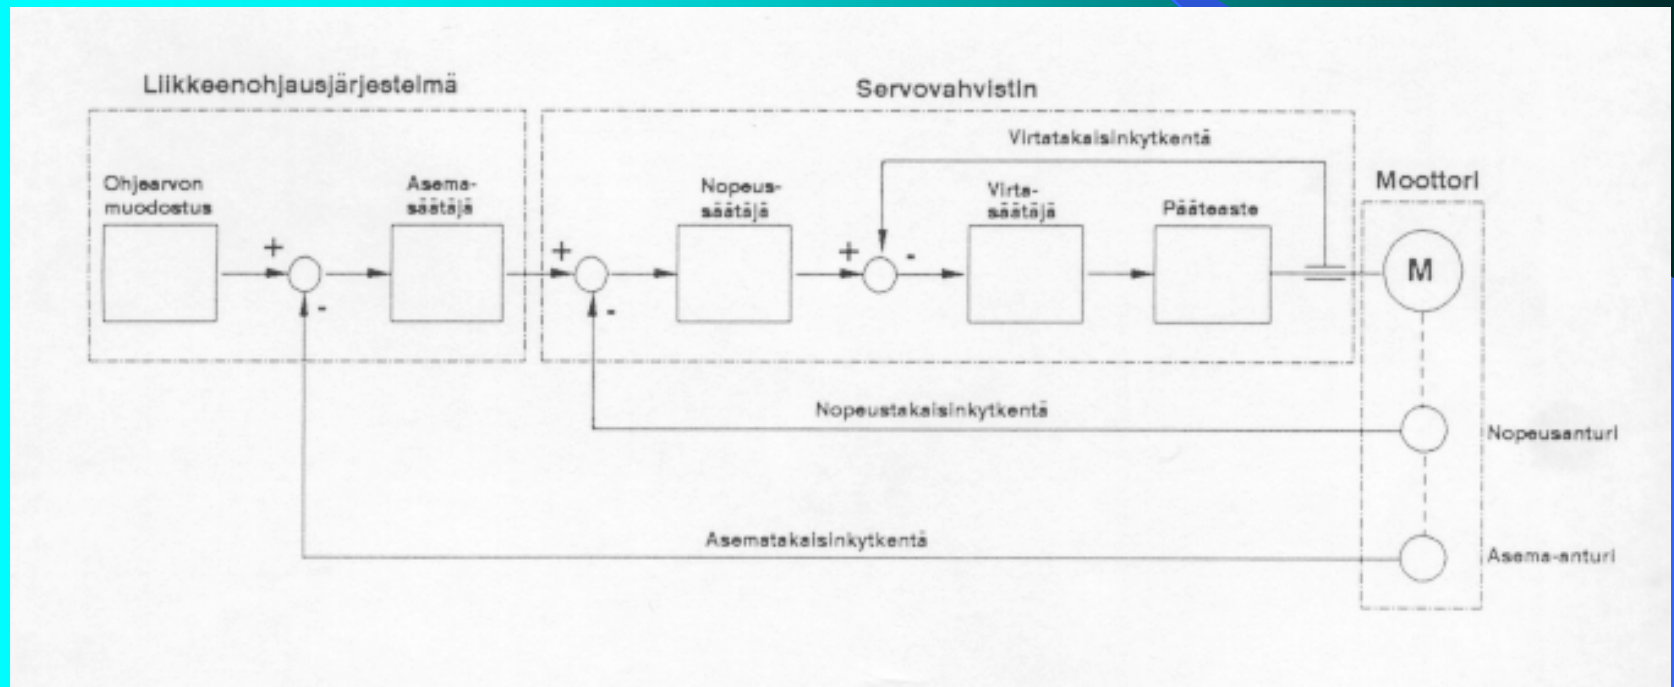 Liikkeenohjausjärjestelmä
Servovahvistin
Virtatakaisinkytkentä
Moottori
Ohjearvon
muodostus
Asema-
säätäjä
Nopeus-
säätäjä
Virta-
säätäjä
Pääteaste
+
-
+
-
+
-
M
Nopeustakaisinkytkentä
Nopeusanturi
Asematakaisinkytkentä
Asema-anturi